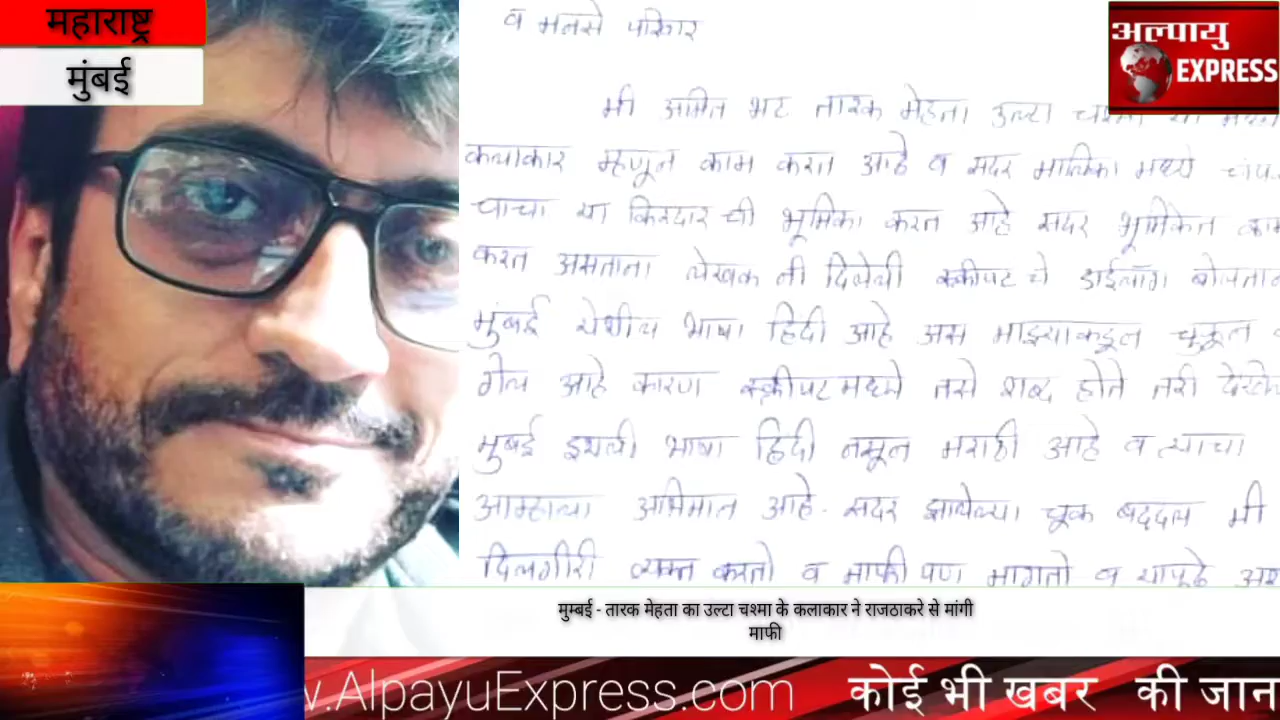 महाराष्ट्र
मुंबई
अल्पायु
EXPRESS
व मनसे परिवार
मी अमित भट तारक मेहता उल्टा चश्मा या
कलाकार म्हणून काम करत आहे व सदर मालिका मध्ये
चाचा या किरदार ची भूमिका करत आहे सदर भूमिकेत काम
करत असताना लेखक नी दिलेली स्क्रीपट चे डाईलॉग बोलताना
मुंबई येथील भाषा हिंदी आहे अस माझ्याकडून चुकून
गेल आहे कारण स्क्रीपट मध्ये तसे शब्द होते तरी
मुंबई इथली भाषा हिंदी नसून मराठी आहे व त्याचा
आम्हाला अभिमान आहे. सदर झालेल्या चूक बद्दल मी
दिलगीरी व्यक्त करतो व माफी पण मागतो व यापुढे
मुम्बई - तारक मेहता का उल्टा चश्मा के कलाकार ने राजठाकरे से मांगी
माफी
w.AlpayuExpress.com कोई भी खबर की जान